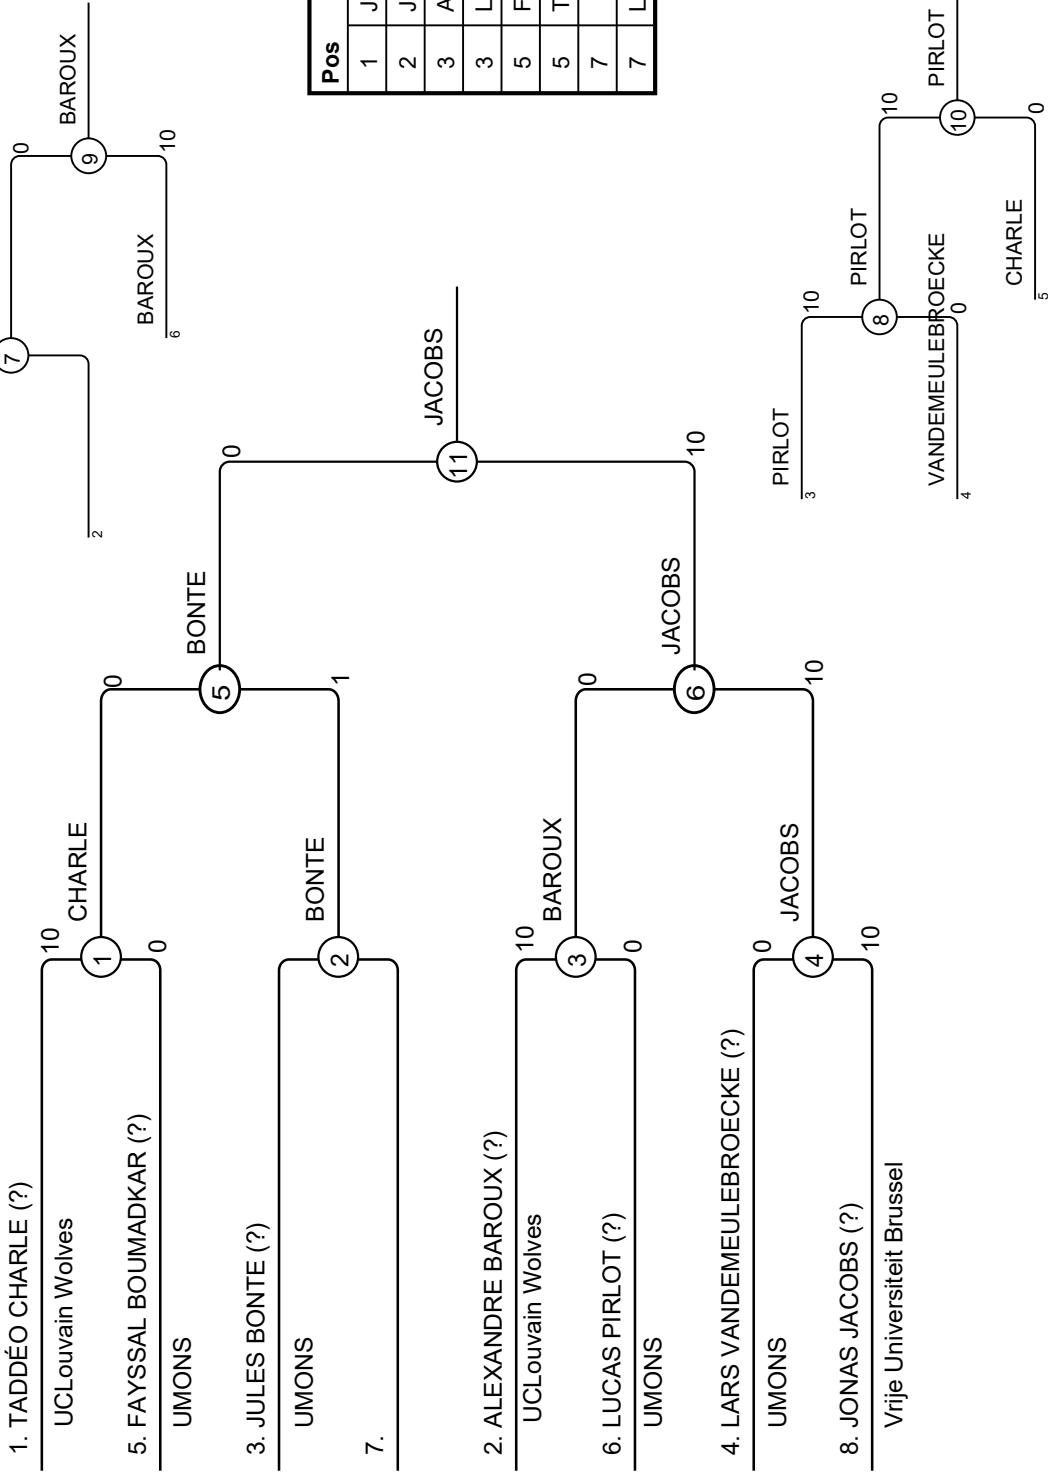 1. TADDÉO CHARLE (?)
UCLouvain Wolves
5. FAYSSAL BOUMADKAR (?)
UMONS
3. JULES BONTE (?)
UMONS
7.
2. ALEXANDRE BAROUX (?)
UCLouvain Wolves
6. LUCAS PIRLOT (?)
UMONS
4. LARS VANDEMEULEBROECKE (?)
UMONS
8. JONAS JACOBS (?)
Vrije Universiteit Brussel
10
1
0
CHARLE
2
BONTE
10
3
0
BAROUX
0
4
10
JACOBS
0
5
1
BONTE
0
6
10
JACOBS
0
11
10
JACOBS
7
2
0
9
10
BAROUX
6
BAROUX
PIRLOT
3
10
8
VANDEMEULEBROECKE
4
0
PIRLOT
10
10
CHARLE
5
0
PIRLOT
Pos
1 J
2 J
3 A
3 L
5 F
5 T
7
7 L